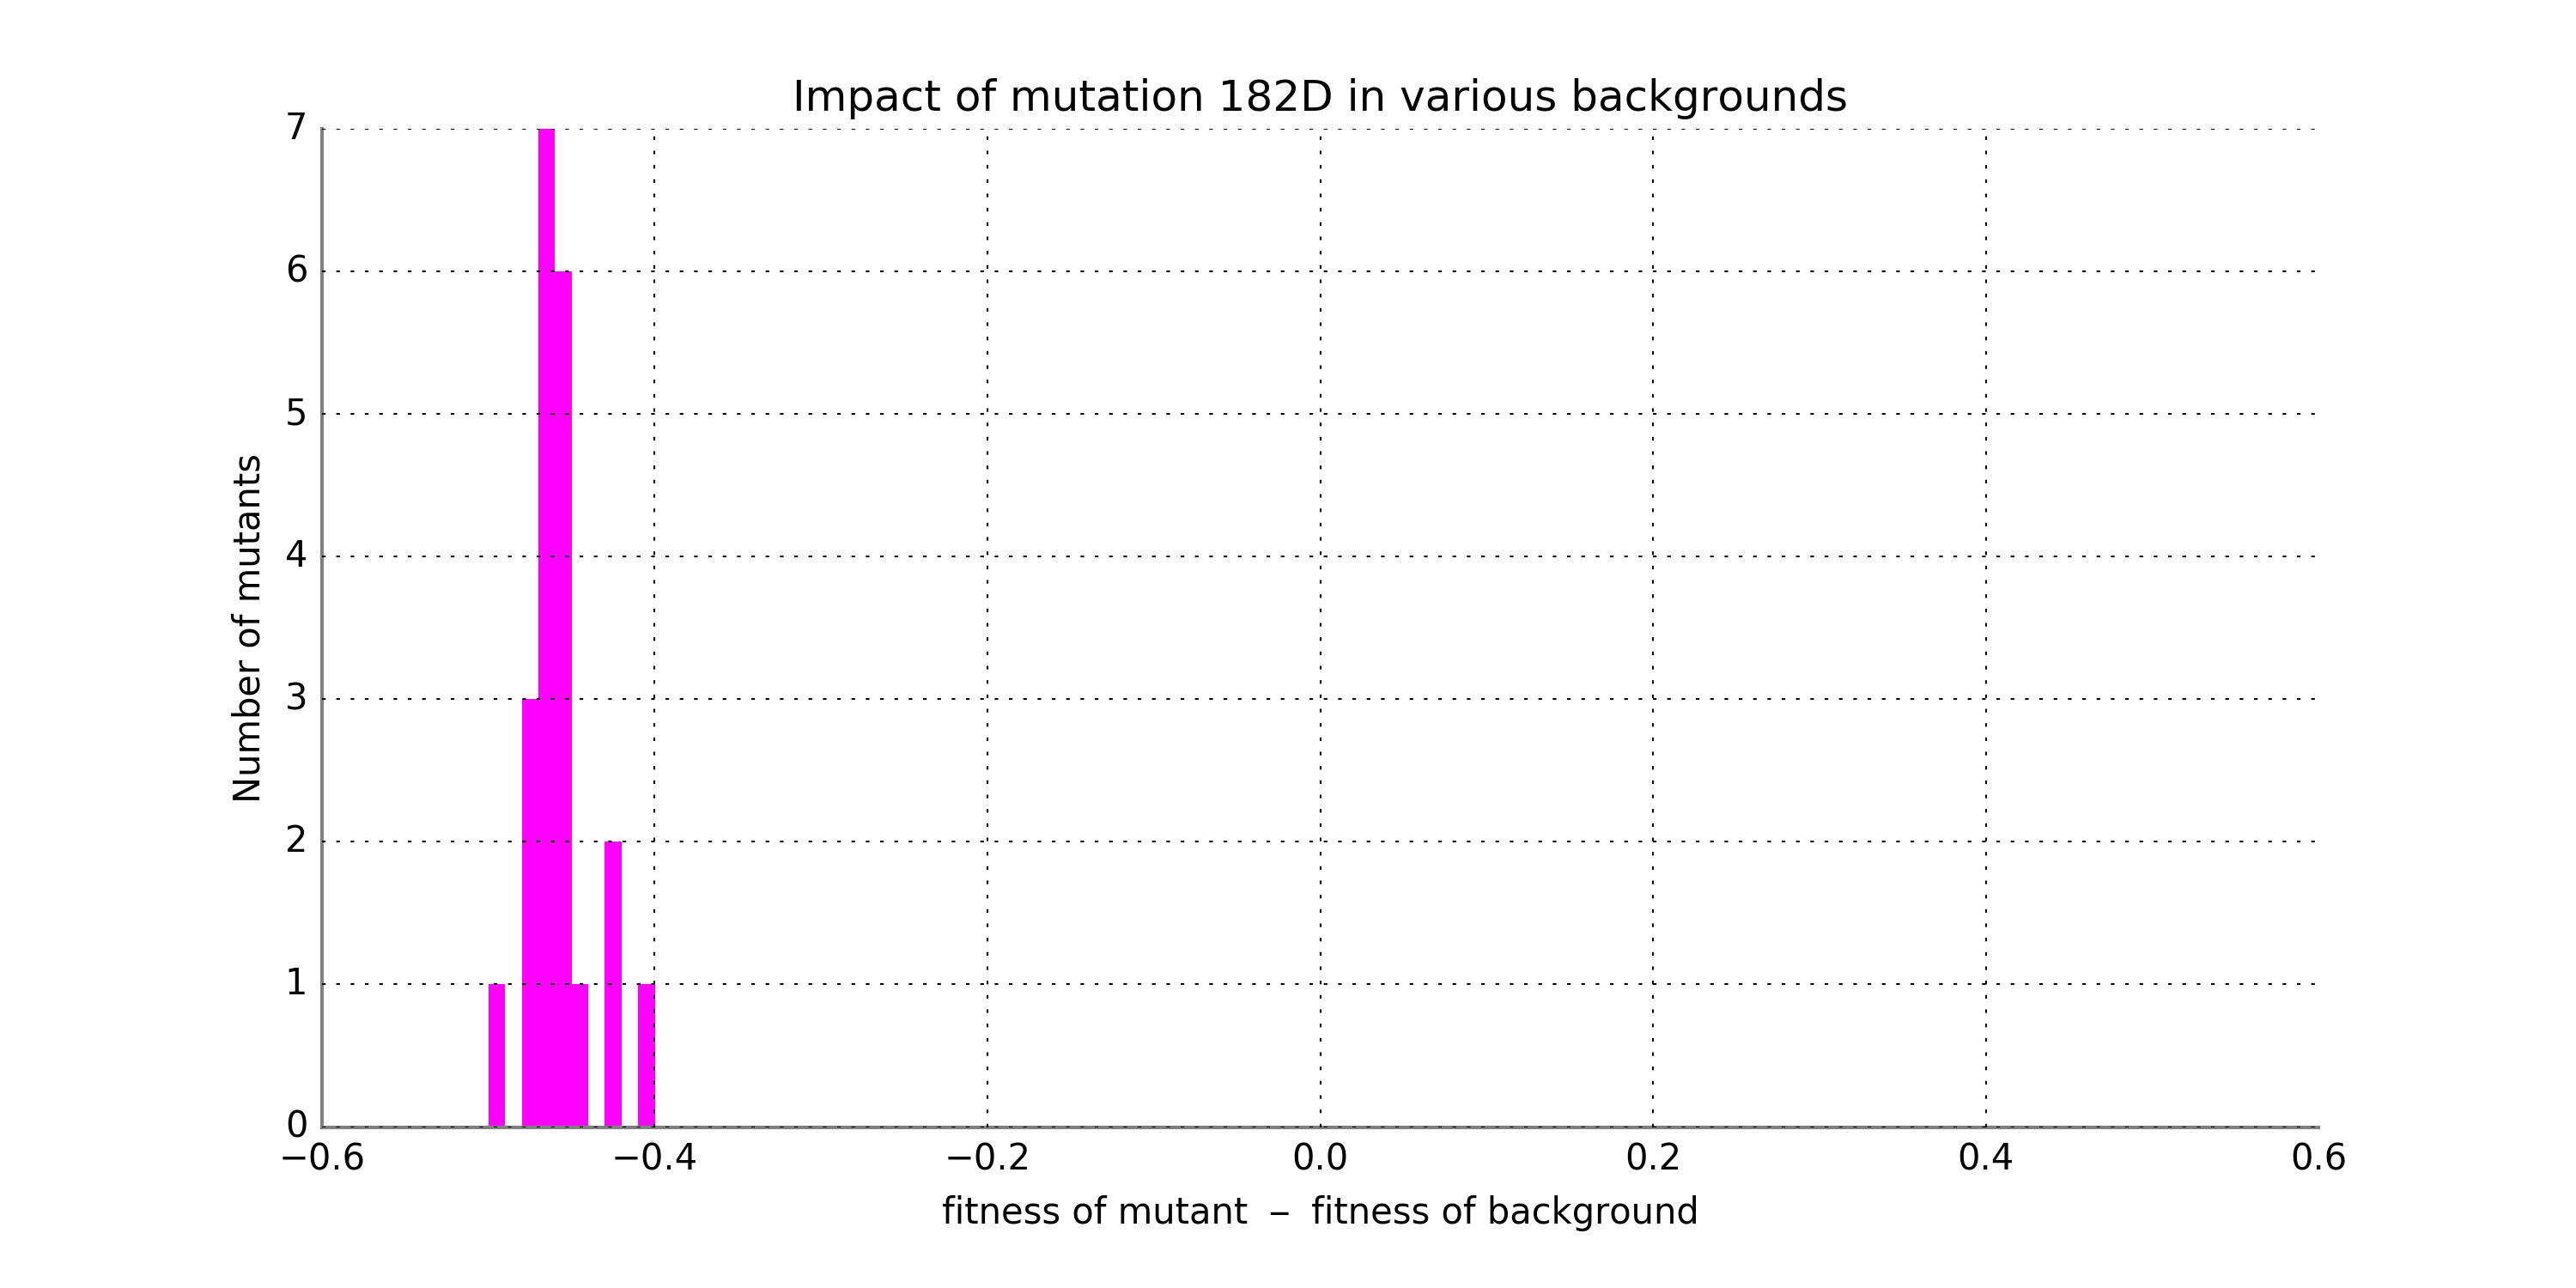 Impact of mutation 182D in various backgrounds
7
6
5
4
3
2
1
0
Number of mutants
−0.6 −0.4 −0.2 0.0 0.2 0.4 0.6
fitness of mutant − fitness of background